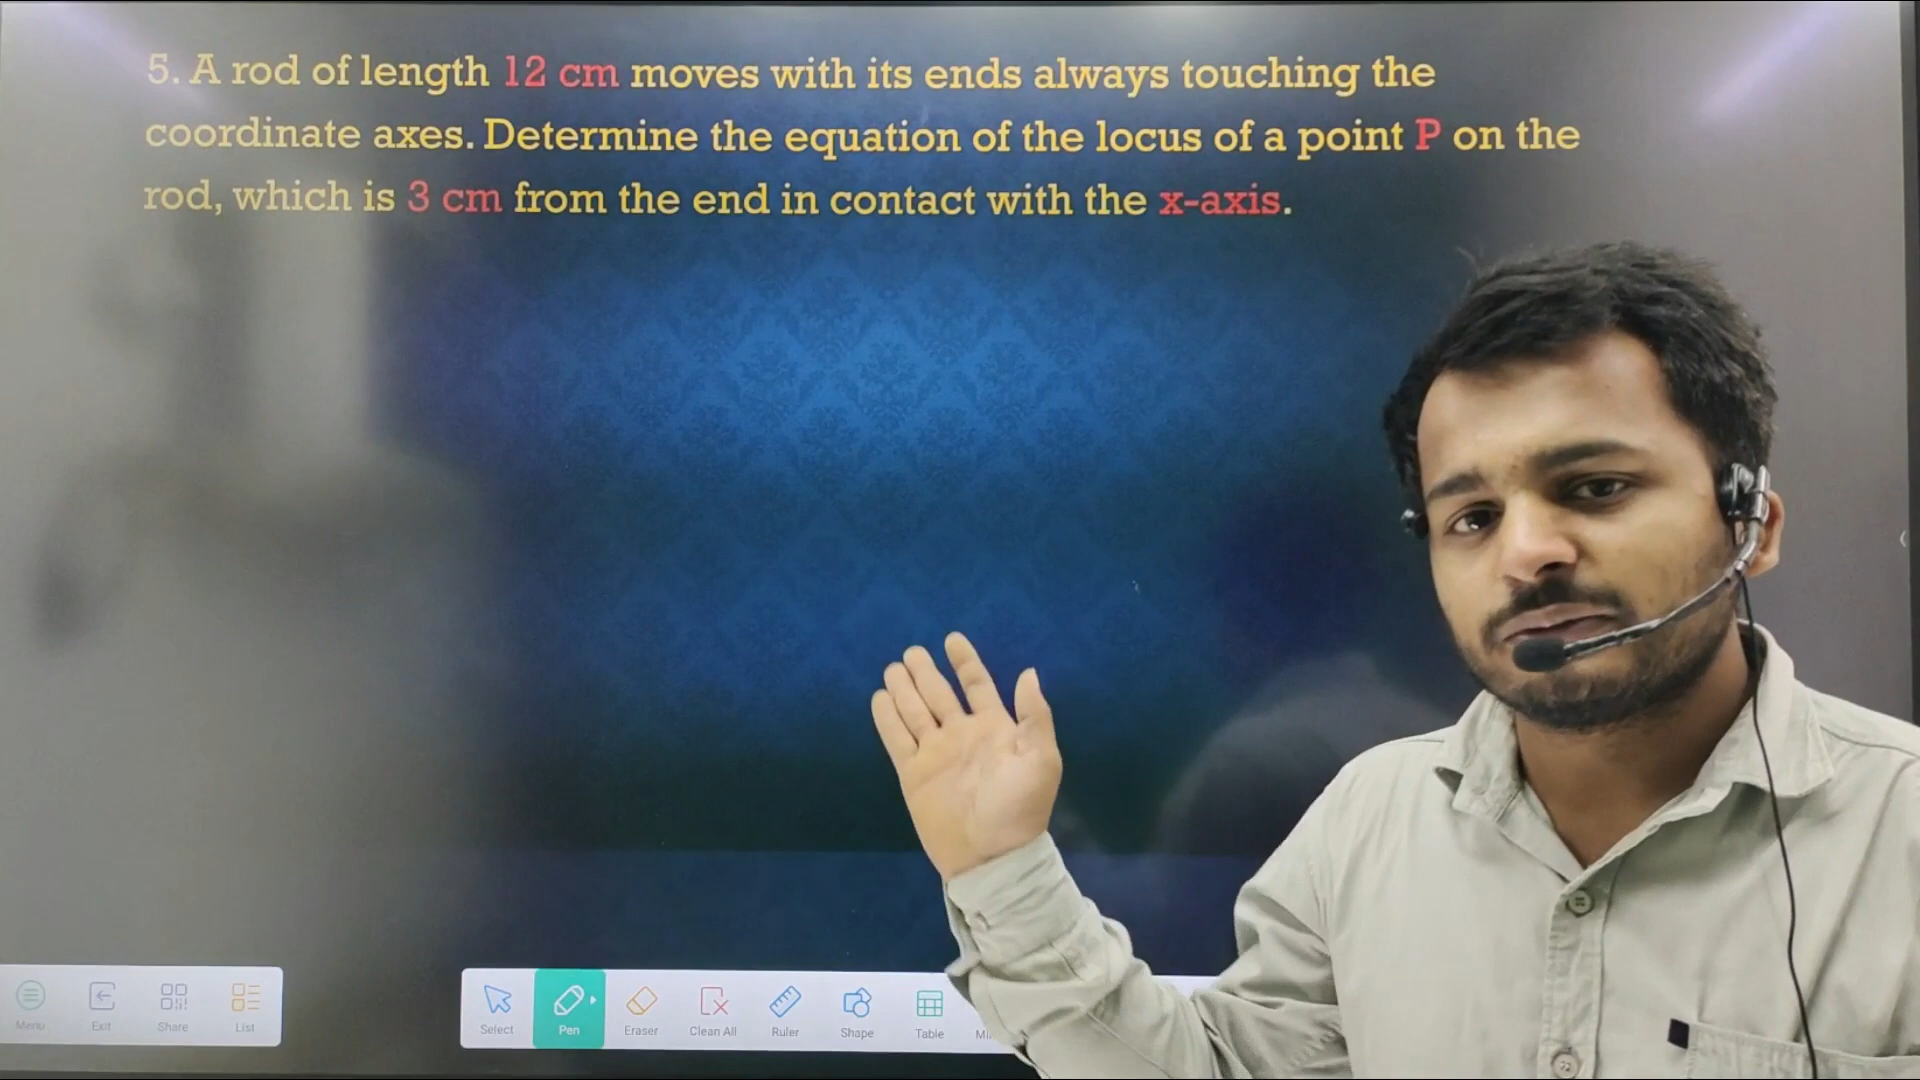 5. A rod of length 12 cm moves with its ends always touching the
coordinate axes. Determine the equation of the locus of a point P on the
rod, which is 3 cm from the end in contact with the x-axis.
Menu Exit Share List Select Pen Eraser Clean All Ruler Shape Table